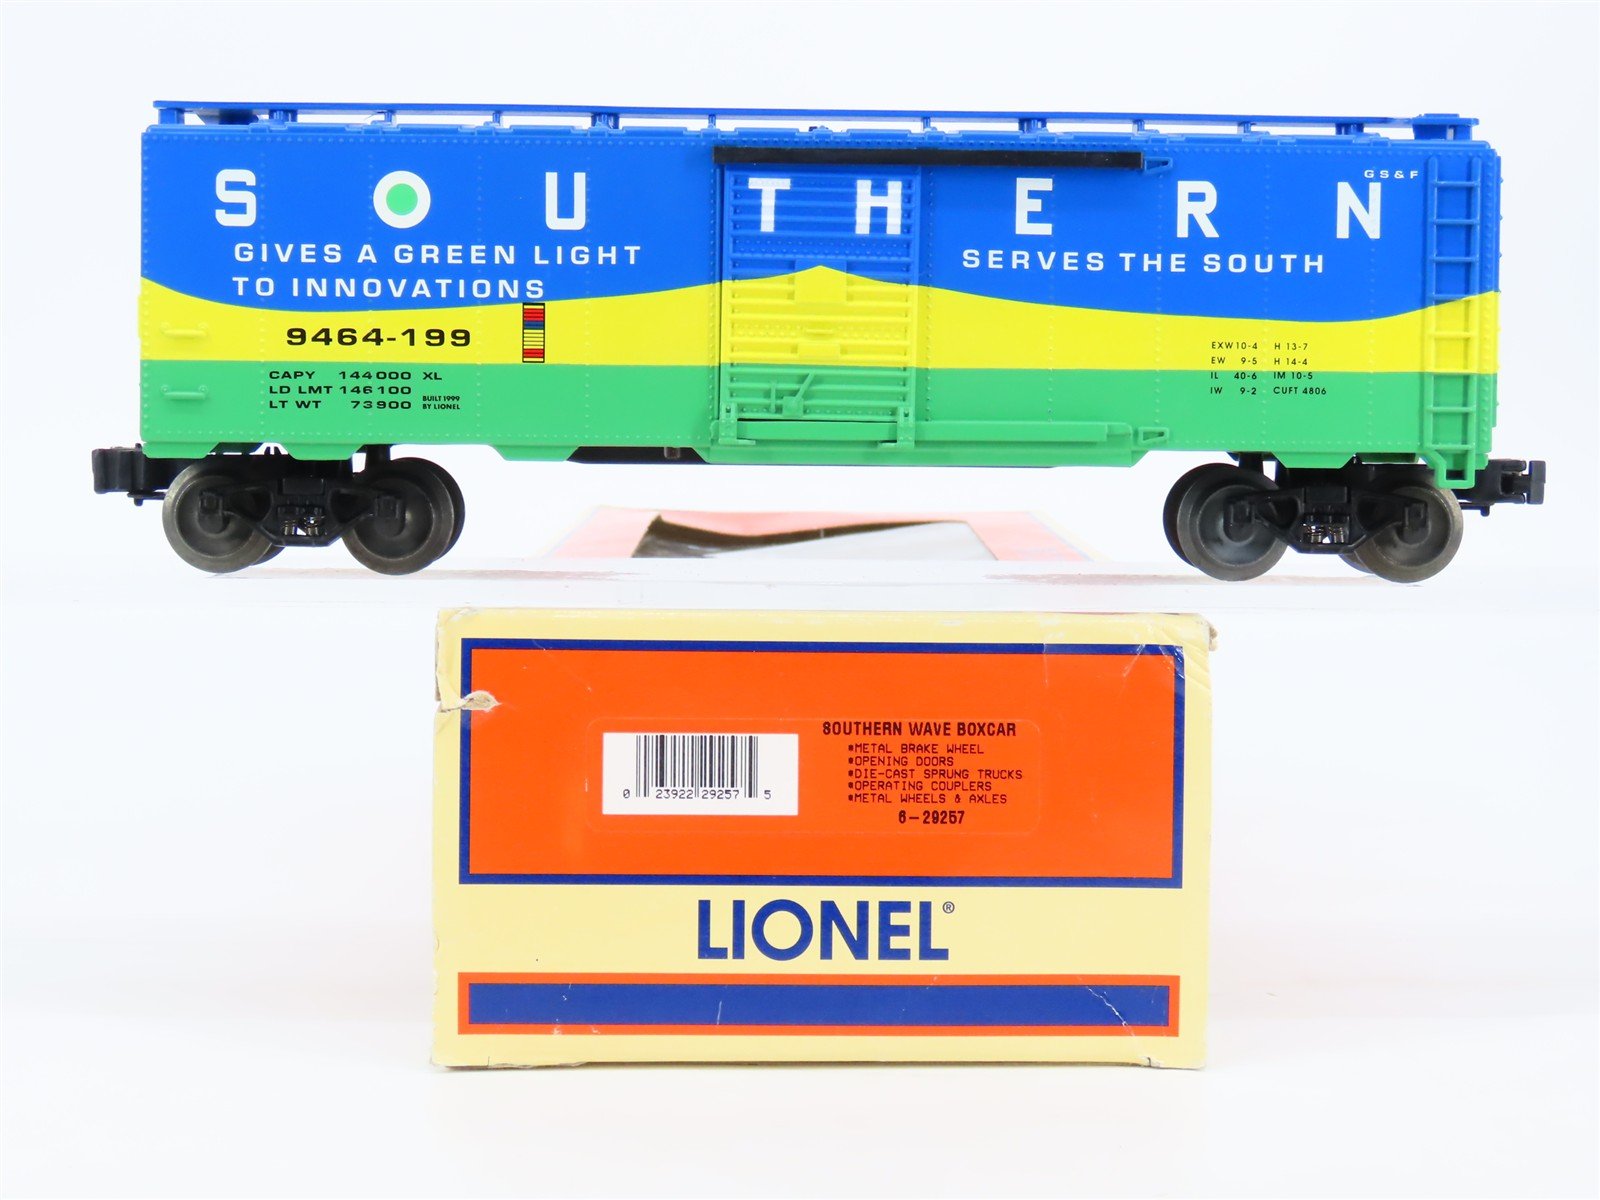 SOUTHERN
GS&F
GIVES A GREEN LIGHT
TO INNOVATIONS
SERVES THE SOUTH
9464-199
CAPY 144000 XL
LD LMT 146100
LT WT 73900
BUILT 1999
BY LIONEL
EXW 10-4 H 13-7
EW 9-5 H 14-4
IL 40-6 IM 10-5
IW 9-2 CUFT 4806
SOUTHERN WAVE BOXCAR
*METAL BRAKE WHEEL
*OPENING DOORS
*DIE-CAST SPRUNG TRUCKS
*OPERATING COUPLERS
*METAL WHEELS & AXLES
6-29257
0 23922 29257 5
LIONEL®